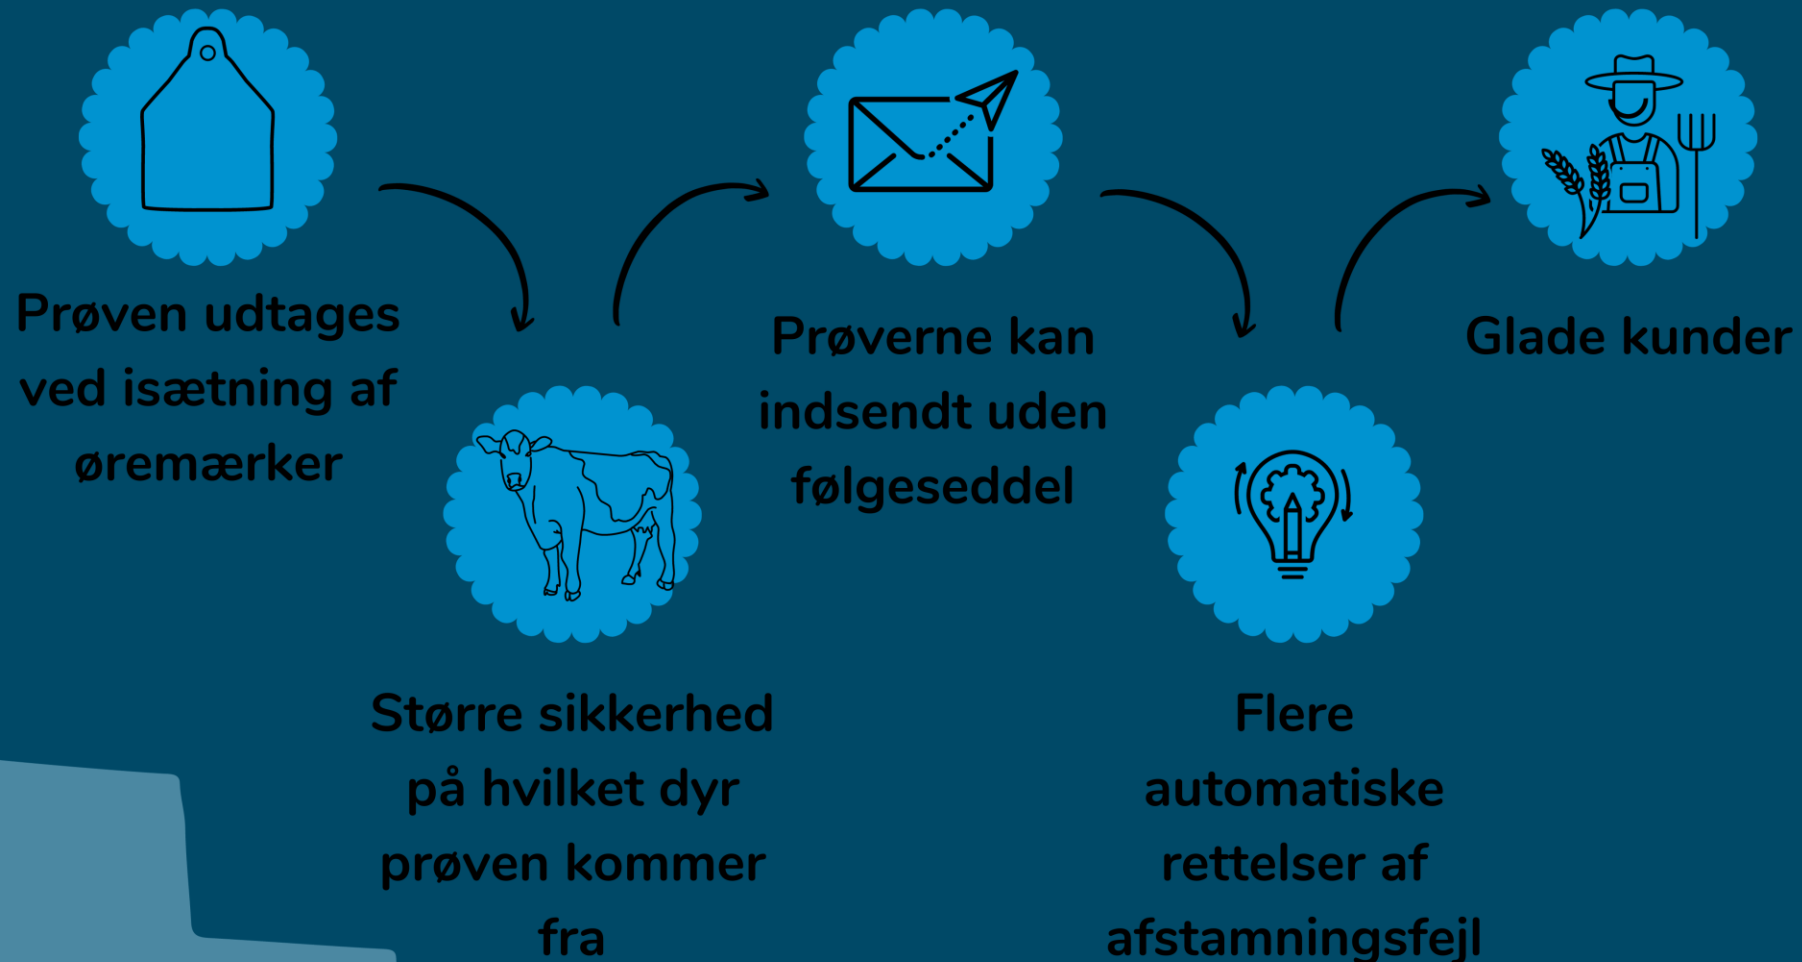 Prøven udtages
ved isætning af
øremærker
Større sikkerhed
på hvilket dyr
prøven kommer
fra
Prøverne kan
indsendt uden
følgeseddel
Flere
automatiske
rettelser af
afstamningsfejl
Glade kunder